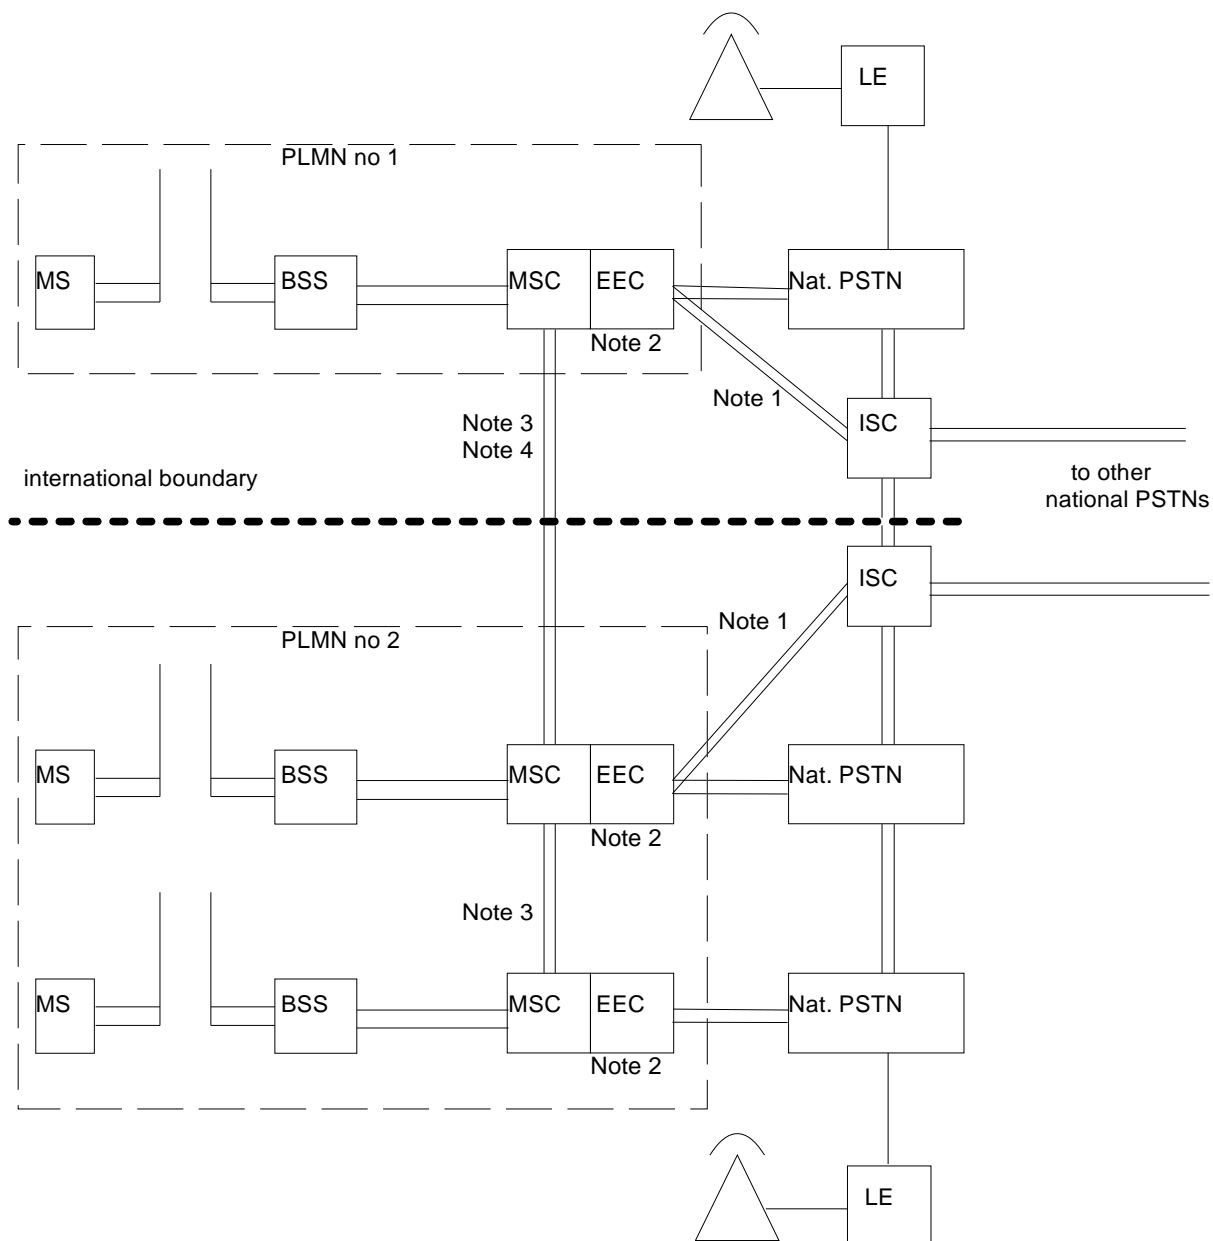 LE
PLMN no 1
MS
BSS
MSC
EEC
Nat. PSTN
Note 2
Note 1
ISC
Note 3
Note 4
international boundary
to other
national PSTNs
ISC
Note 1
PLMN no 2
MS
BSS
MSC
EEC
Nat. PSTN
Note 2
Note 3
MS
BSS
MSC
EEC
Nat. PSTN
Note 2
LE